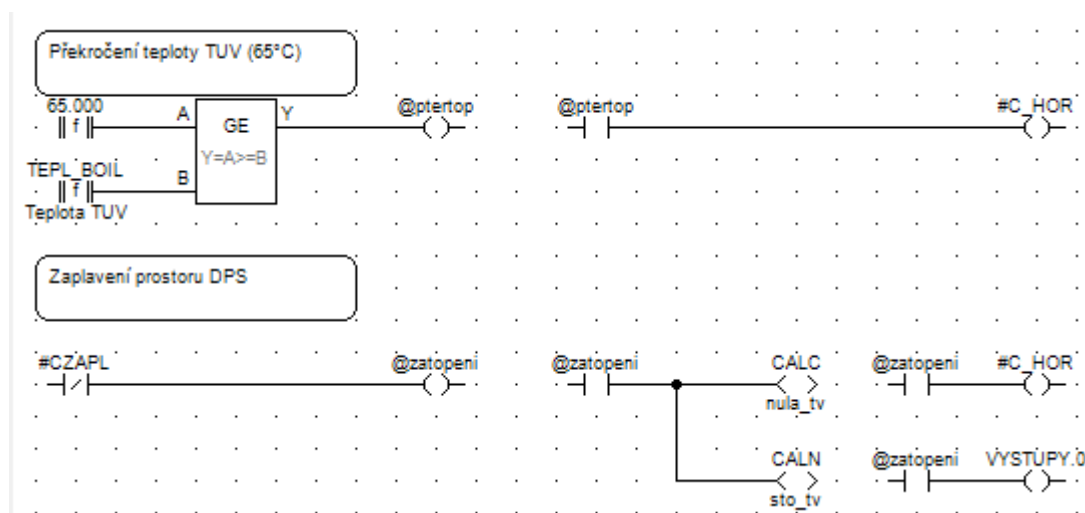 Překročení teploty TUV (65°C)
65.000 A Y @ptertop @ptertop #C_HOR
f GE
Y=A>=B
TEPL_BOIL B
f
Teplota TUV
Zaplavení prostoru DPS
#CZAPL @zatopeni @zatopeni CALC @zatopeni #C_HOR
nula_tv
CALN @zatopeni VYSTUPY.0
sto_tv